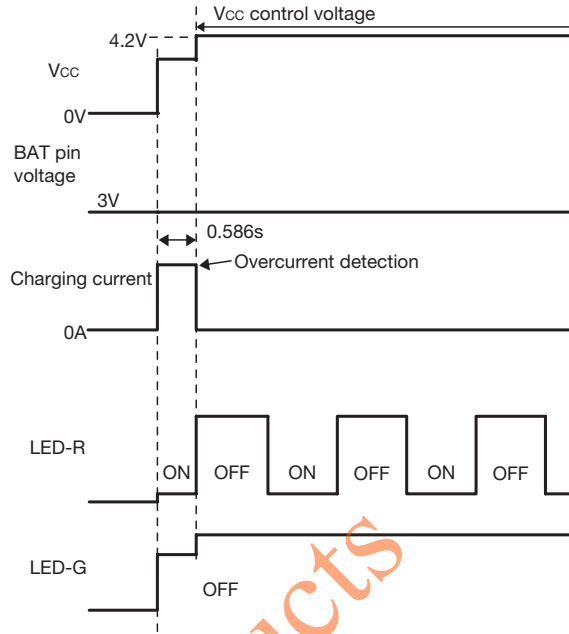 Vcc control voltage
4.2V
Vcc
0V
BAT pin
voltage
3V
0.586s
Overcurrent detection
Charging current
0A
LED-R
ON OFF ON OFF ON OFF
LED-G
OFF
ucts